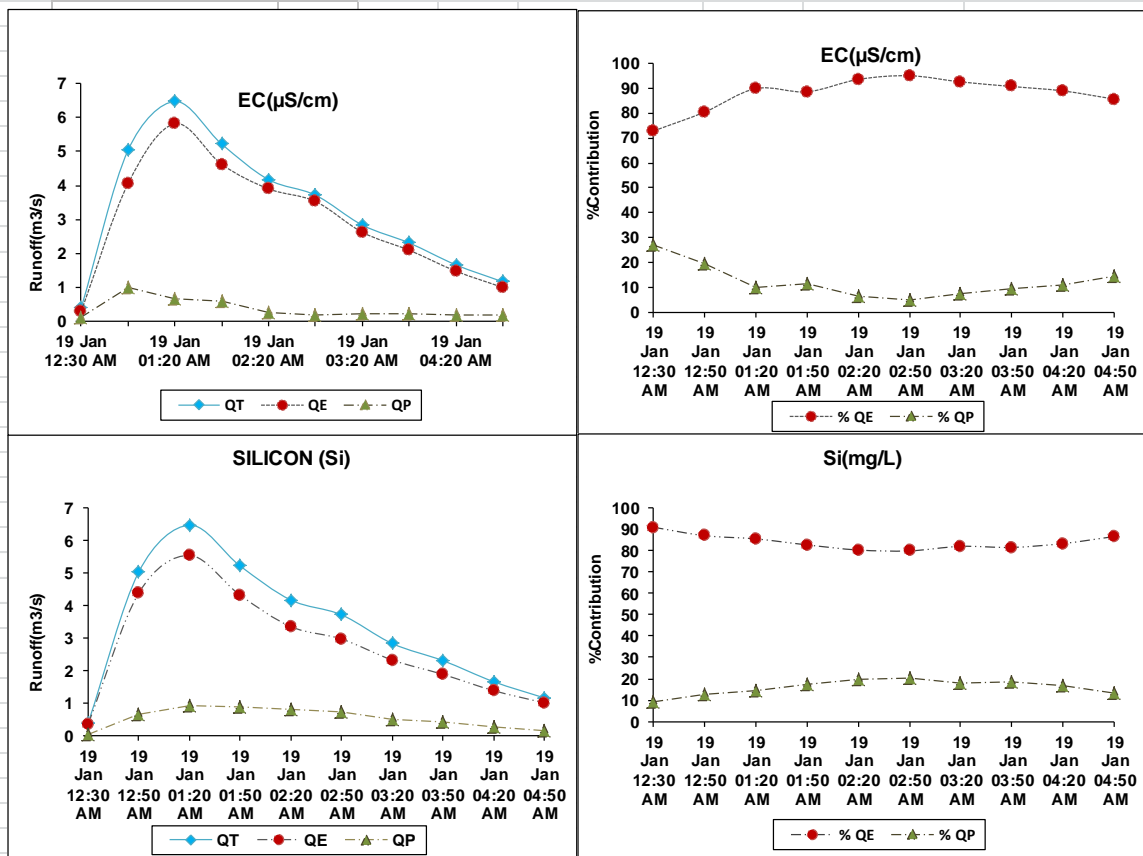 EC(µS/cm)
Runoff(m3/s)
7
6
5
4
3
2
1
0
19 Jan 19 Jan 19 Jan 19 Jan 19 Jan
12:30 AM 01:20 AM 02:20 AM 03:20 AM 04:20 AM
QT QE QP
EC(µS/cm)
%Contribution
100
90
80
70
60
50
40
30
20
10
0
19 19 19 19 19 19 19 19 19 19
Jan Jan Jan Jan Jan Jan Jan Jan Jan Jan
12:30 12:50 01:20 01:50 02:20 02:50 03:20 03:50 04:20 04:50
AM AM AM AM AM AM AM AM AM AM
% QE % QP
SILICON (Si)
Runoff(m3/s)
7
6
5
4
3
2
1
0
19 19 19 19 19 19 19 19 19 19
Jan Jan Jan Jan Jan Jan Jan Jan Jan Jan
12:30 12:50 01:20 01:50 02:20 02:50 03:20 03:50 04:20 04:50
AM AM AM AM AM AM AM AM AM AM
QT QE QP
Si(mg/L)
%Contribution
100
90
80
70
60
50
40
30
20
10
0
19 19 19 19 19 19 19 19 19 19
Jan Jan Jan Jan Jan Jan Jan Jan Jan Jan
12:30 12:50 01:20 01:50 02:20 02:50 03:20 03:50 04:20 04:50
AM AM AM AM AM AM AM AM AM AM
% QE % QP